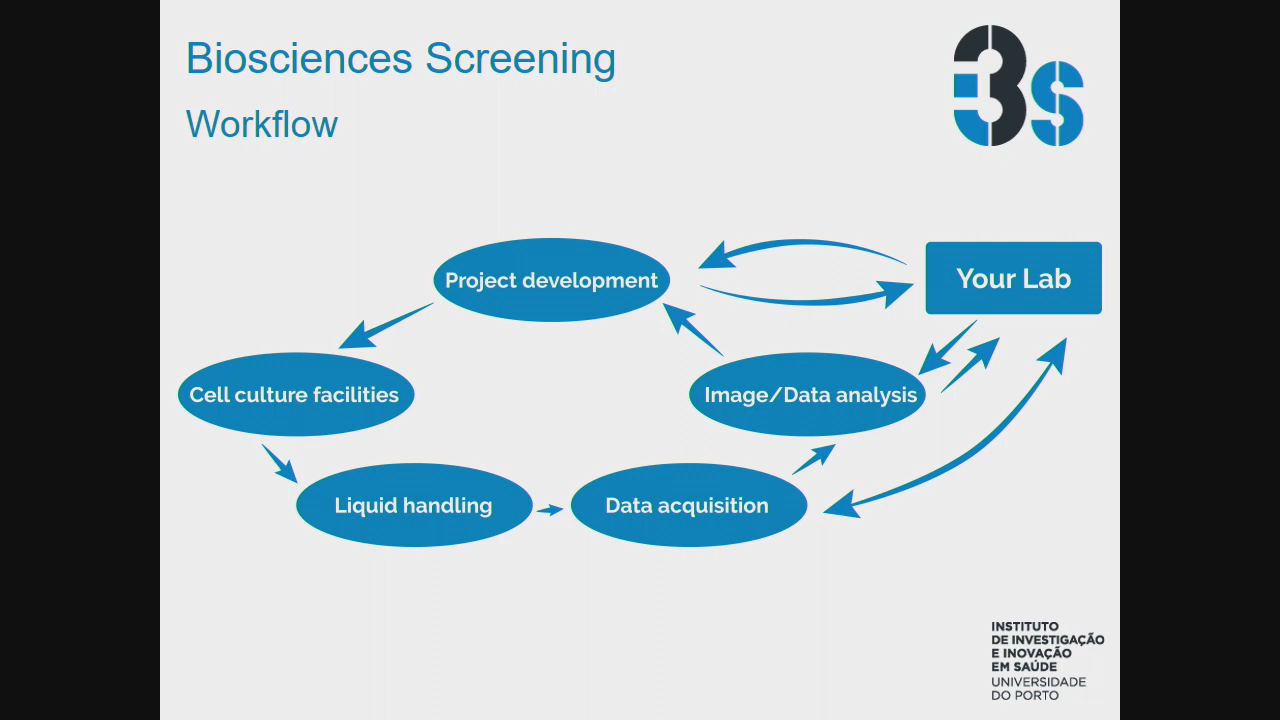 Biosciences Screening
Workflow
i3s
Project development
Your Lab
Cell culture facilities
Image/Data analysis
Liquid handling
Data acquisition
INSTITUTO
DE INVESTIGAÇÃO
E INOVAÇÃO
EM SAÚDE
UNIVERSIDADE
DO PORTO